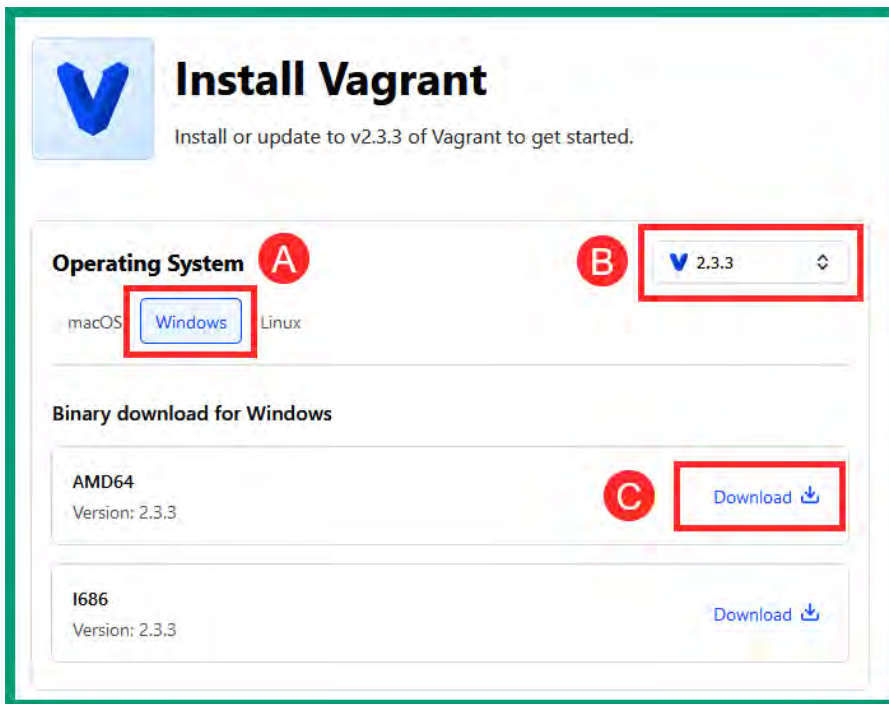 Install Vagrant
Install or update to v2.3.3 of Vagrant to get started.
Operating System A
B 2.3.3
macOS Windows Linux
Binary download for Windows
AMD64
Version: 2.3.3
C Download
I686
Version: 2.3.3
Download